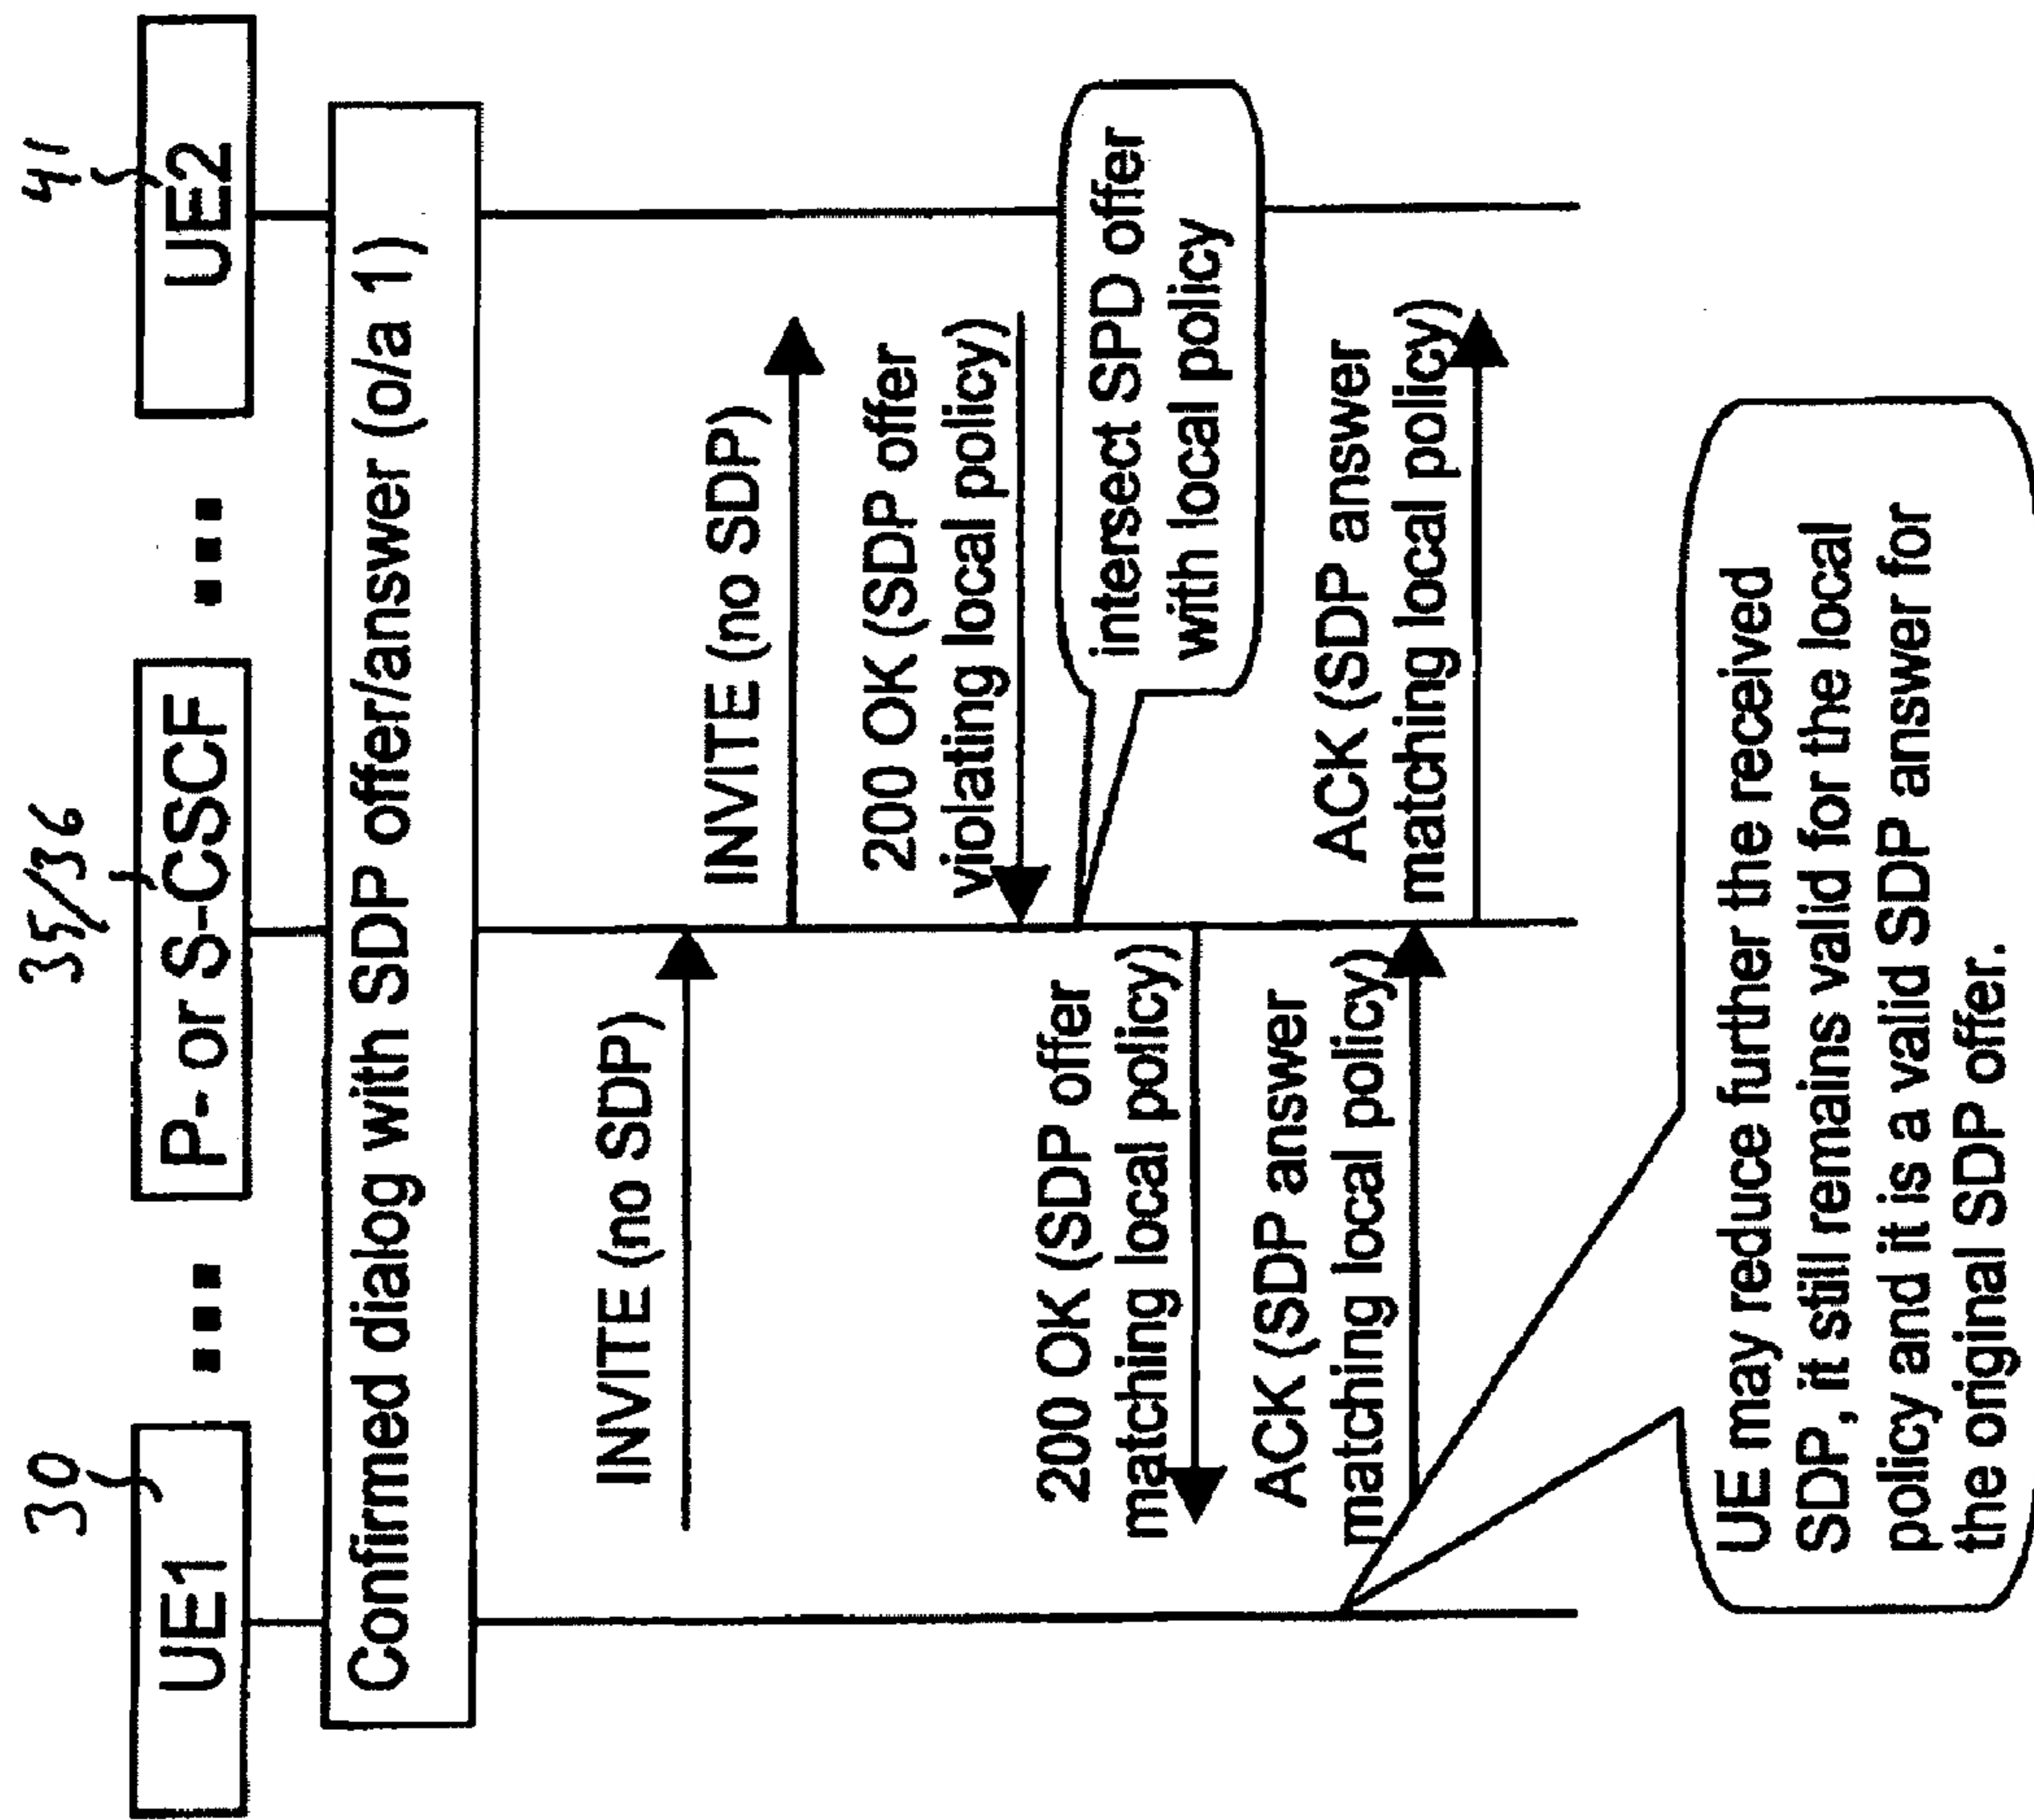 30
35/36
41
UE1
P- or S-CSCF
UE2
Confirmed dialog with SDP offer/answer (o/a 1)
INVITE (no SDP)
INVITE (no SDP)
200 OK (SDP offer
violating local policy)
intersect SPD offer
with local policy
200 OK (SDP offer
matching local policy)
ACK (SDP answer
matching local policy)
ACK (SDP answer
matching local policy)
UE may reduce further the received
SDP, it still remains valid for the local
policy and it is a valid SDP answer for
the original SDP offer.